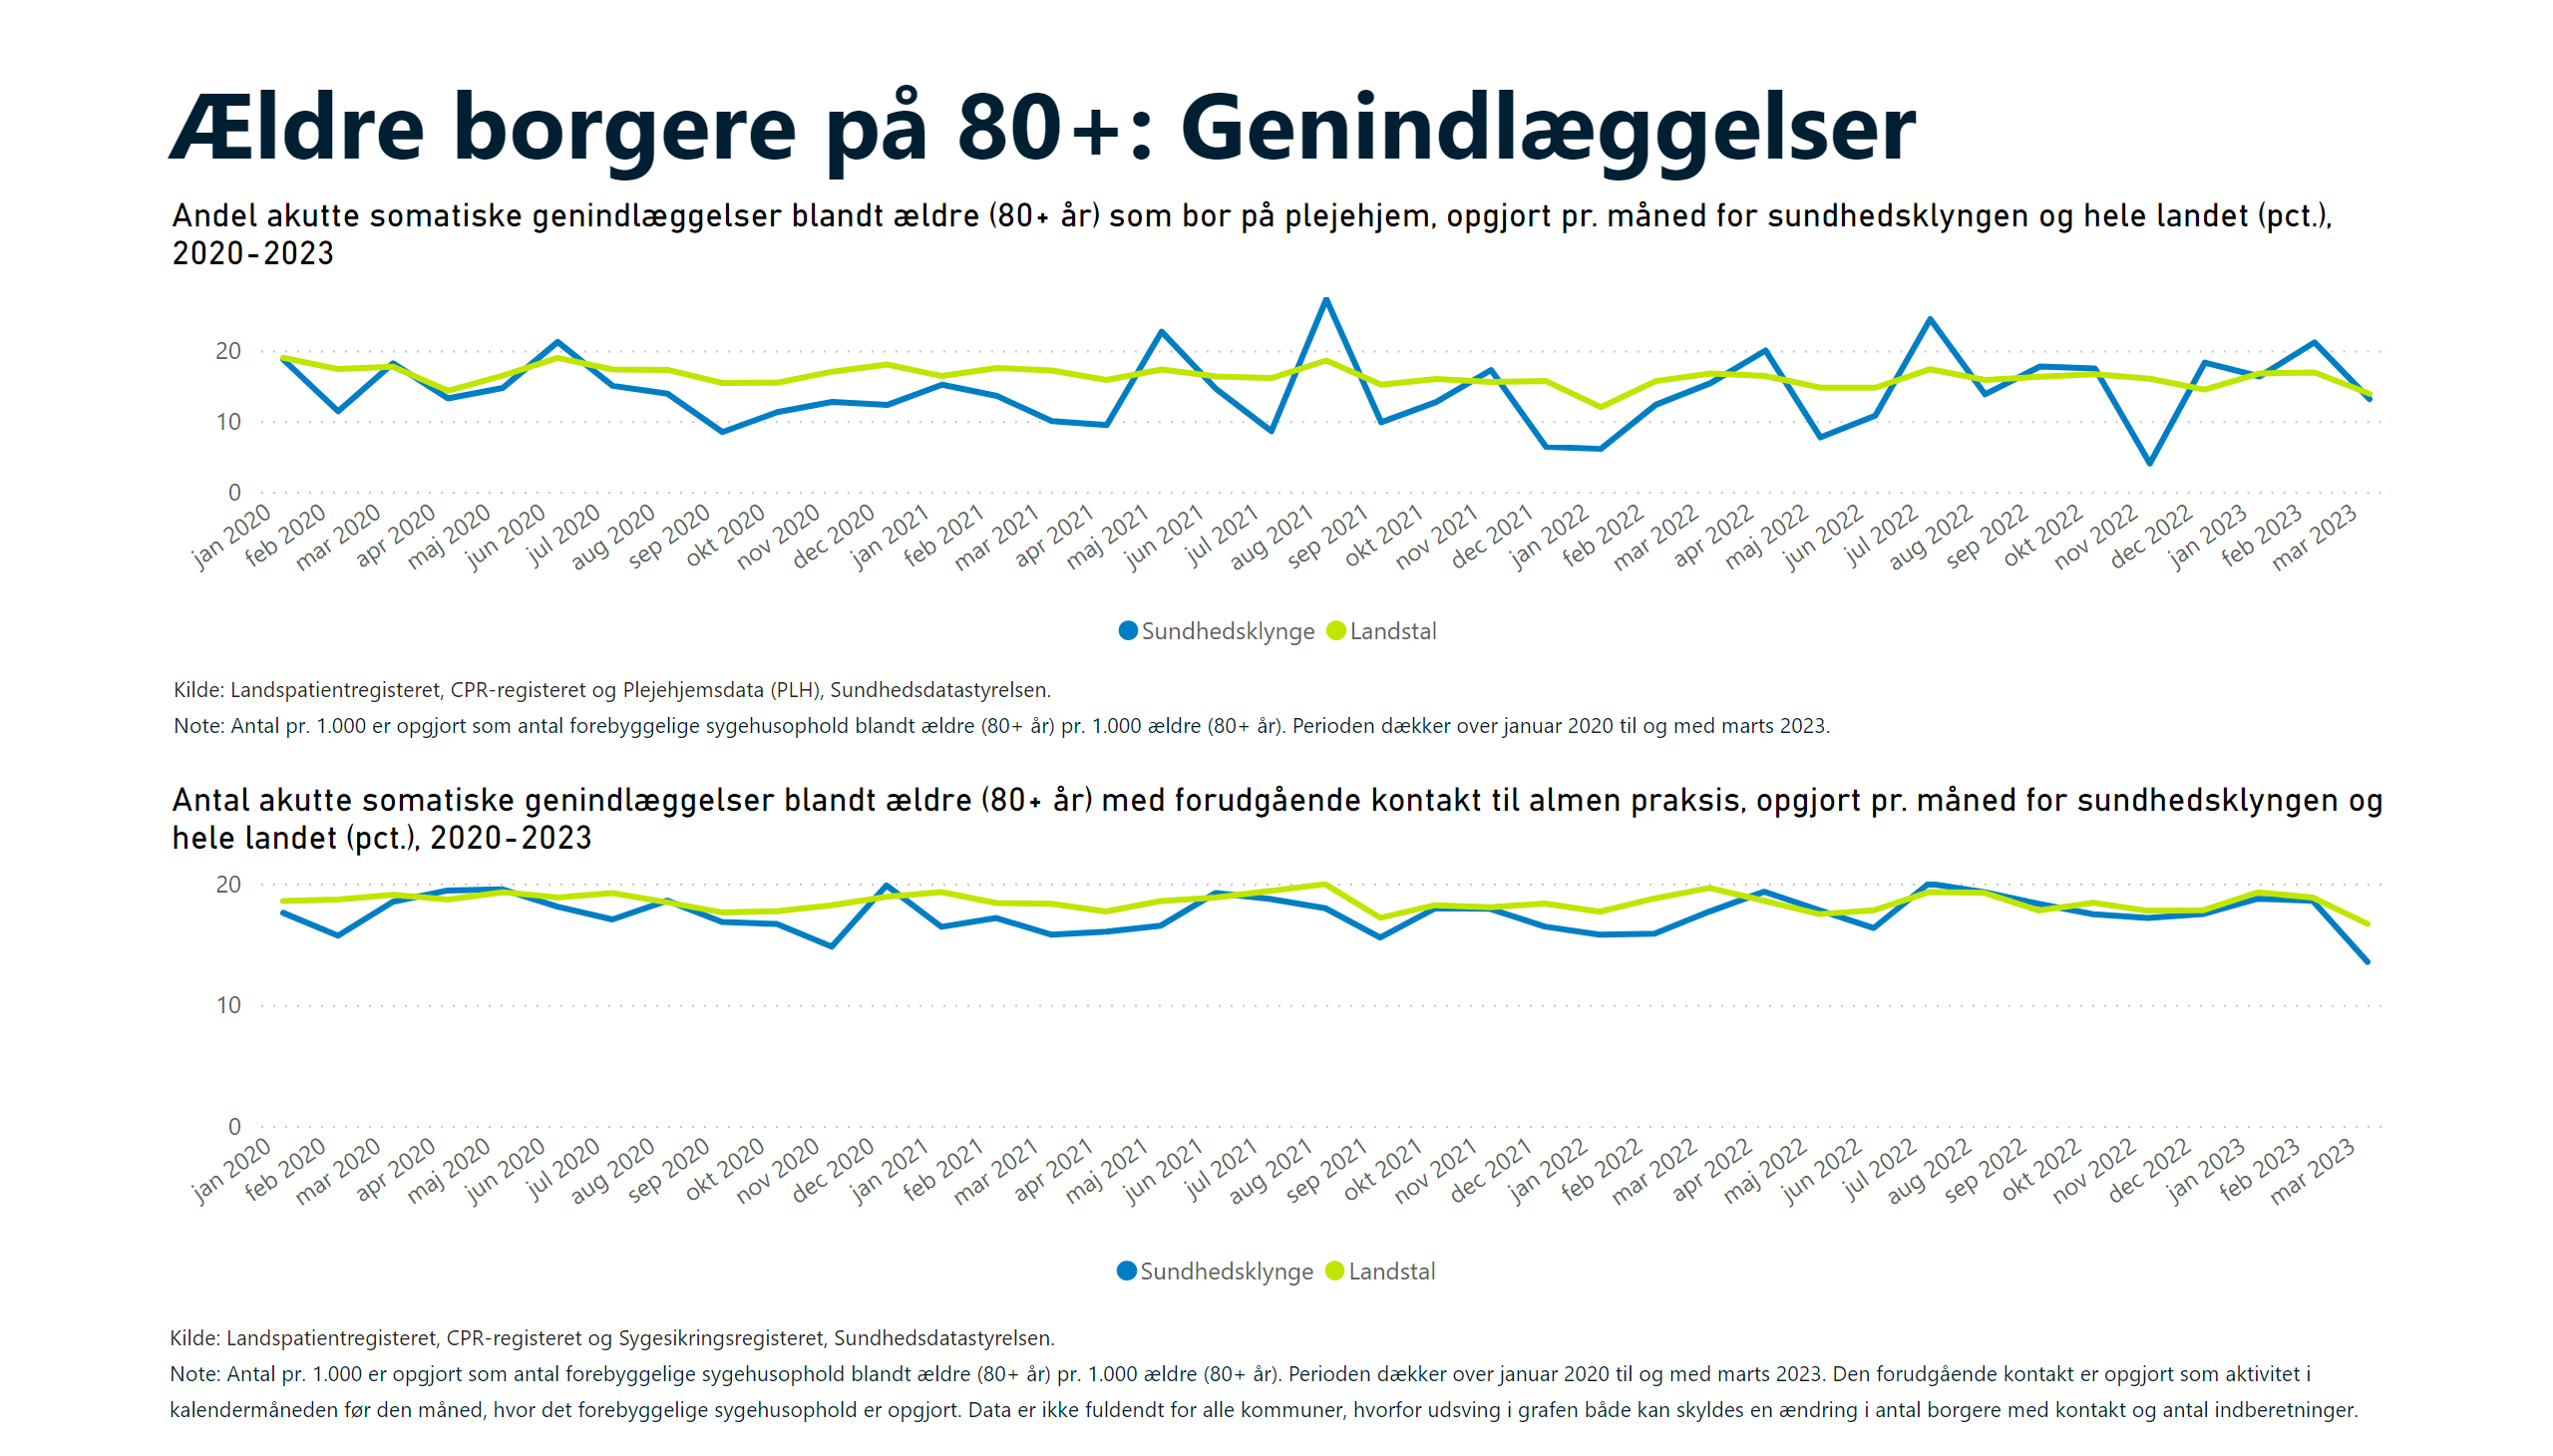 Ældre borgere på 80+: Genindlæggelser
Andel akutte somatiske genindlæggelser blandt ældre (80+ år) som bor på plejehjem, opgjort pr. måned for sundhedsklyngen og hele landet (pct.),
2020-2023
20
10
0
jan 2020
feb 2020
mar 2020
apr 2020
maj 2020
jun 2020
jul 2020
aug 2020
sep 2020
okt 2020
nov 2020
dec 2020
jan 2021
feb 2021
mar 2021
apr 2021
maj 2021
jun 2021
jul 2021
aug 2021
sep 2021
okt 2021
nov 2021
dec 2021
jan 2022
feb 2022
mar 2022
apr 2022
maj 2022
jun 2022
jul 2022
aug 2022
sep 2022
okt 2022
nov 2022
dec 2022
jan 2023
feb 2023
mar 2023
Sundhedsklynge Landstal
Kilde: Landspatientregisteret, CPR-registeret og Plejehjemsdata (PLH), Sundhedsdatastyrelsen.
Note: Antal pr. 1.000 er opgjort som antal forebyggelige sygehusophold blandt ældre (80+ år) pr. 1.000 ældre (80+ år). Perioden dækker over januar 2020 til og med marts 2023.
Antal akutte somatiske genindlæggelser blandt ældre (80+ år) med forudgående kontakt til almen praksis, opgjort pr. måned for sundhedsklyngen og
hele landet (pct.), 2020-2023
20
10
0
jan 2020
feb 2020
mar 2020
apr 2020
maj 2020
jun 2020
jul 2020
aug 2020
sep 2020
okt 2020
nov 2020
dec 2020
jan 2021
feb 2021
mar 2021
apr 2021
maj 2021
jun 2021
jul 2021
aug 2021
sep 2021
okt 2021
nov 2021
dec 2021
jan 2022
feb 2022
mar 2022
apr 2022
maj 2022
jun 2022
jul 2022
aug 2022
sep 2022
okt 2022
nov 2022
dec 2022
jan 2023
feb 2023
mar 2023
Sundhedsklynge Landstal
Kilde: Landspatientregisteret, CPR-registeret og Sygesikringsregisteret, Sundhedsdatastyrelsen.
Note: Antal pr. 1.000 er opgjort som antal forebyggelige sygehusophold blandt ældre (80+ år) pr. 1.000 ældre (80+ år). Perioden dækker over januar 2020 til og med marts 2023. Den forudgående kontakt er opgjort som aktivitet i
kalendermåneden før den måned, hvor det forebyggelige sygehusophold er opgjort. Data er ikke fuldendt for alle kommuner, hvorfor udsving i grafen både kan skyldes en ændring i antal borgere med kontakt og antal indberetninger.